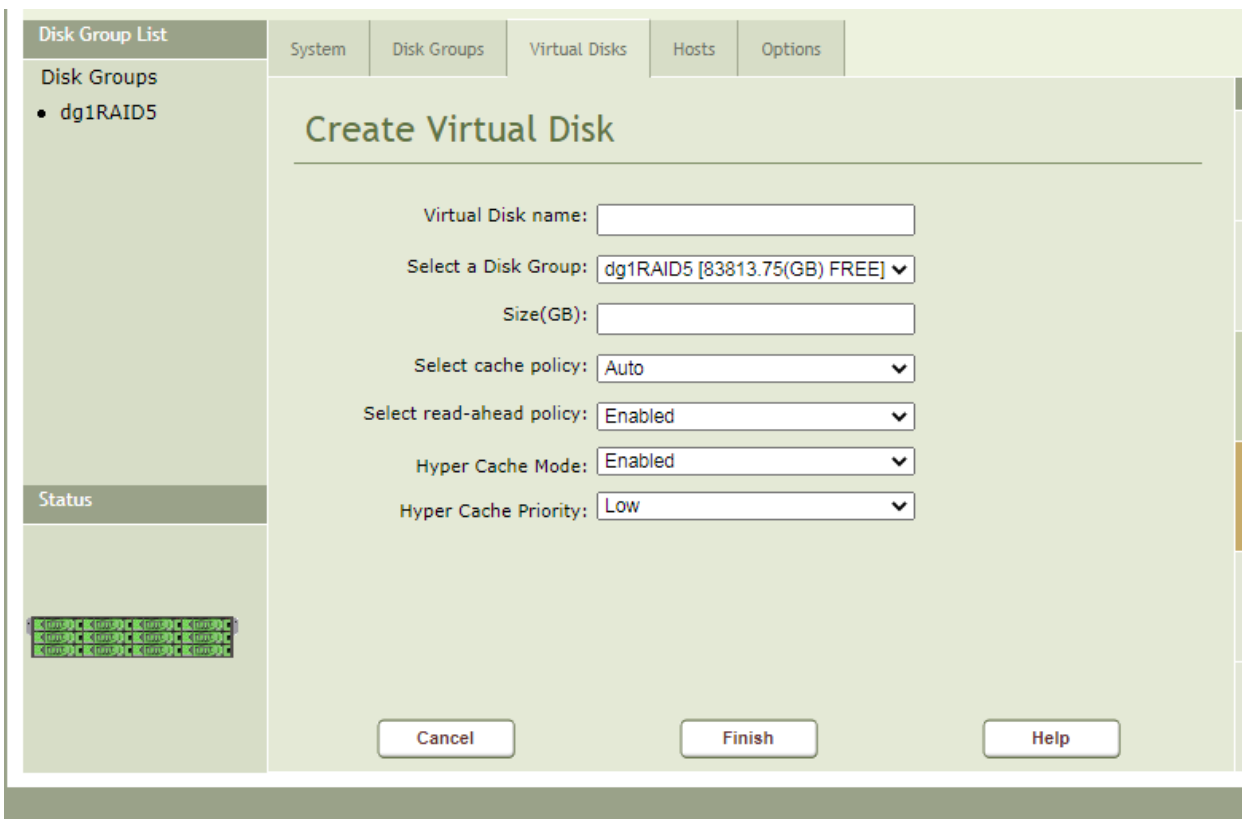 Disk Group List
Disk Groups
• dg1RAID5
Status
System Disk Groups Virtual Disks Hosts Options
Create Virtual Disk
Virtual Disk name:
Select a Disk Group: dg1RAID5 [83813.75(GB) FREE]
Size(GB):
Select cache policy: Auto
Select read-ahead policy: Enabled
Hyper Cache Mode: Enabled
Hyper Cache Priority: Low
Cancel Finish Help